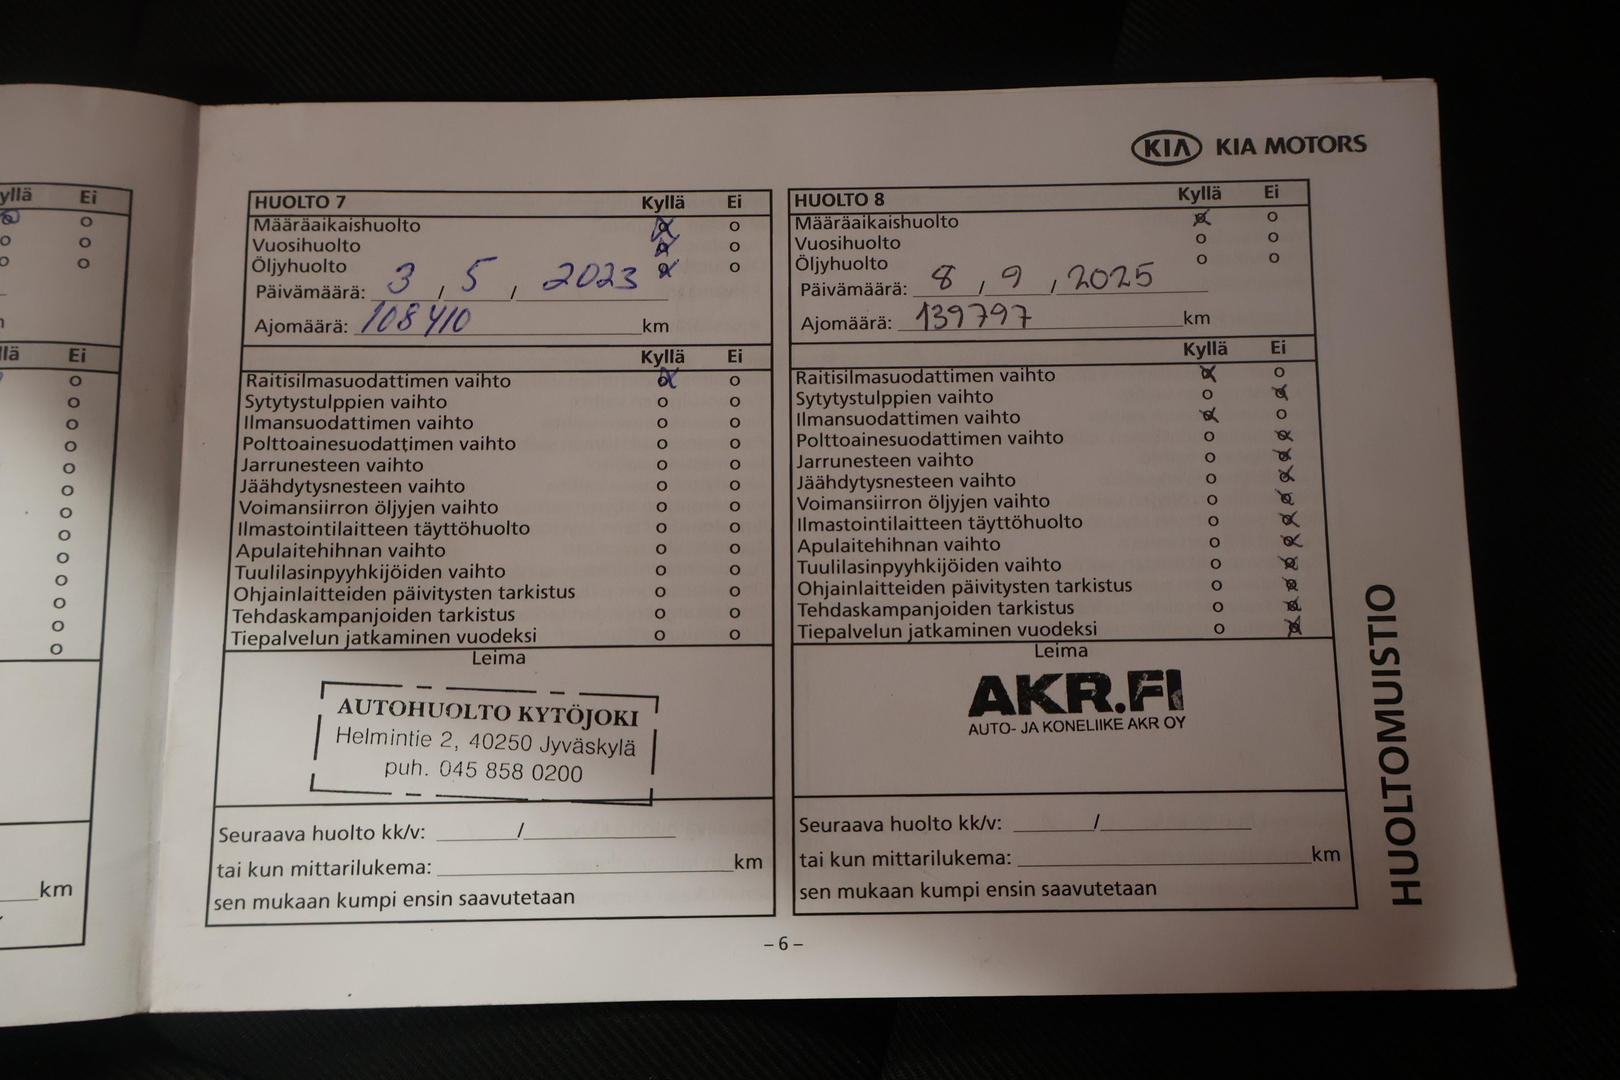 KIA KIA MOTORS
yllä Ei
o
o o
o o
km
llä Ei
o
o
o
o
o
o
o
o
o
o
o
o
o
km
HUOLTO 7 Kyllä Ei
Määräaikaishuolto o o
Vuosihuolto o o
Öljyhuolto o o
Päivämäärä: 3 / 5 / 2023
Ajomäärä: 108410 km
Kyllä Ei
Raitisilmasuodattimen vaihto o o
Sytytystulppien vaihto o o
Ilmansuodattimen vaihto o o
Polttoainesuodattimen vaihto o o
Jarrunesteen vaihto o o
Jäähdytysnesteen vaihto o o
Voimansiirron öljyjen vaihto o o
Ilmastointilaitteen täyttöhuolto o o
Apulaitehihnan vaihto o o
Tuulilasinpyyhkijöiden vaihto o o
Ohjainlaitteiden päivitysten tarkistus o o
Tehdaskampanjoiden tarkistus o o
Tiepalvelun jatkaminen vuodeksi o o
Leima
AUTOHUOLTO KYTÖJOKI
Helmintie 2, 40250 Jyväskylä
puh. 045 858 0200
Seuraava huolto kk/v: /
tai kun mittarilukema: km
sen mukaan kumpi ensin saavutetaan
HUOLTO 8 Kyllä Ei
Määräaikaishuolto o o
Vuosihuolto o o
Öljyhuolto o o
Päivämäärä: 8 / 9 / 2025
Ajomäärä: 139797 km
Kyllä Ei
Raitisilmasuodattimen vaihto o o
Sytytystulppien vaihto o o
Ilmansuodattimen vaihto o o
Polttoainesuodattimen vaihto o o
Jarrunesteen vaihto o o
Jäähdytysnesteen vaihto o o
Voimansiirron öljyjen vaihto o o
Ilmastointilaitteen täyttöhuolto o o
Apulaitehihnan vaihto o o
Tuulilasinpyyhkijöiden vaihto o o
Ohjainlaitteiden päivitysten tarkistus o o
Tehdaskampanjoiden tarkistus o o
Tiepalvelun jatkaminen vuodeksi o o
Leima
AKR.FI
AUTO- JA KONELIIKE AKR OY
Seuraava huolto kk/v: /
tai kun mittarilukema: km
sen mukaan kumpi ensin saavutetaan
HUOLTOMUISTIO
– 6 –